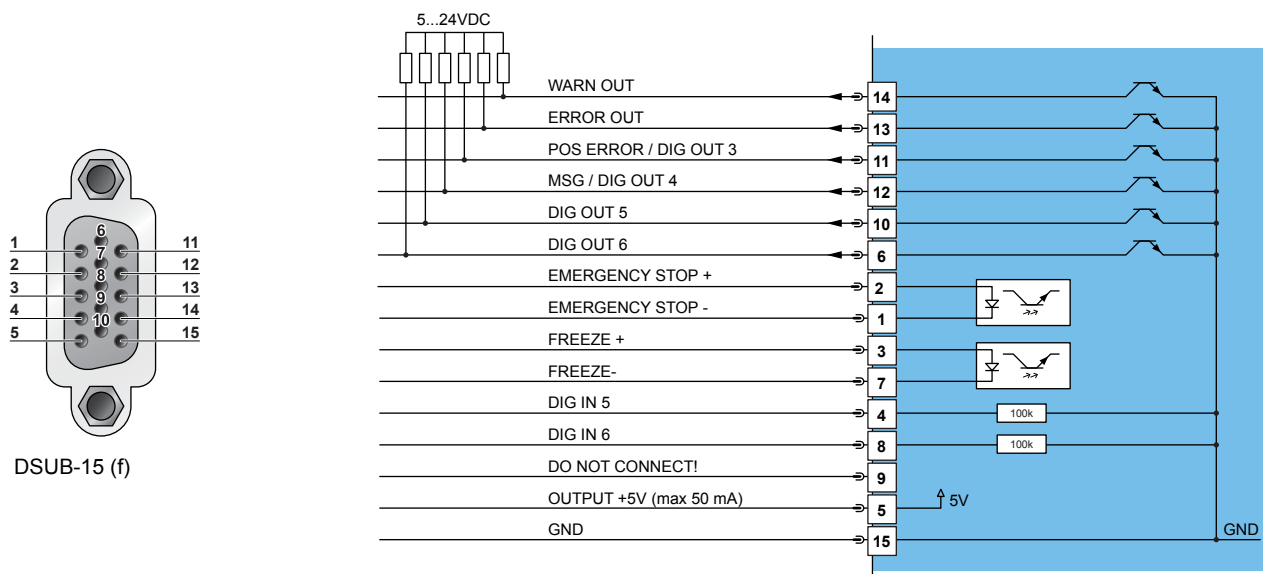 5...24VDC
WARN OUT 14
ERROR OUT 13
POS ERROR / DIG OUT 3 11
MSG / DIG OUT 4 12
DIG OUT 5 10
DIG OUT 6 6
EMERGENCY STOP + 2
EMERGENCY STOP - 1
FREEZE + 3
FREEZE- 7
DIG IN 5 4 100k
DIG IN 6 8 100k
DO NOT CONNECT! 9
OUTPUT +5V (max 50 mA) 5 5V
GND 15 GND
6
1 7 11
2 8 12
3 9 13
4 10 14
5 15
DSUB-15 (f)